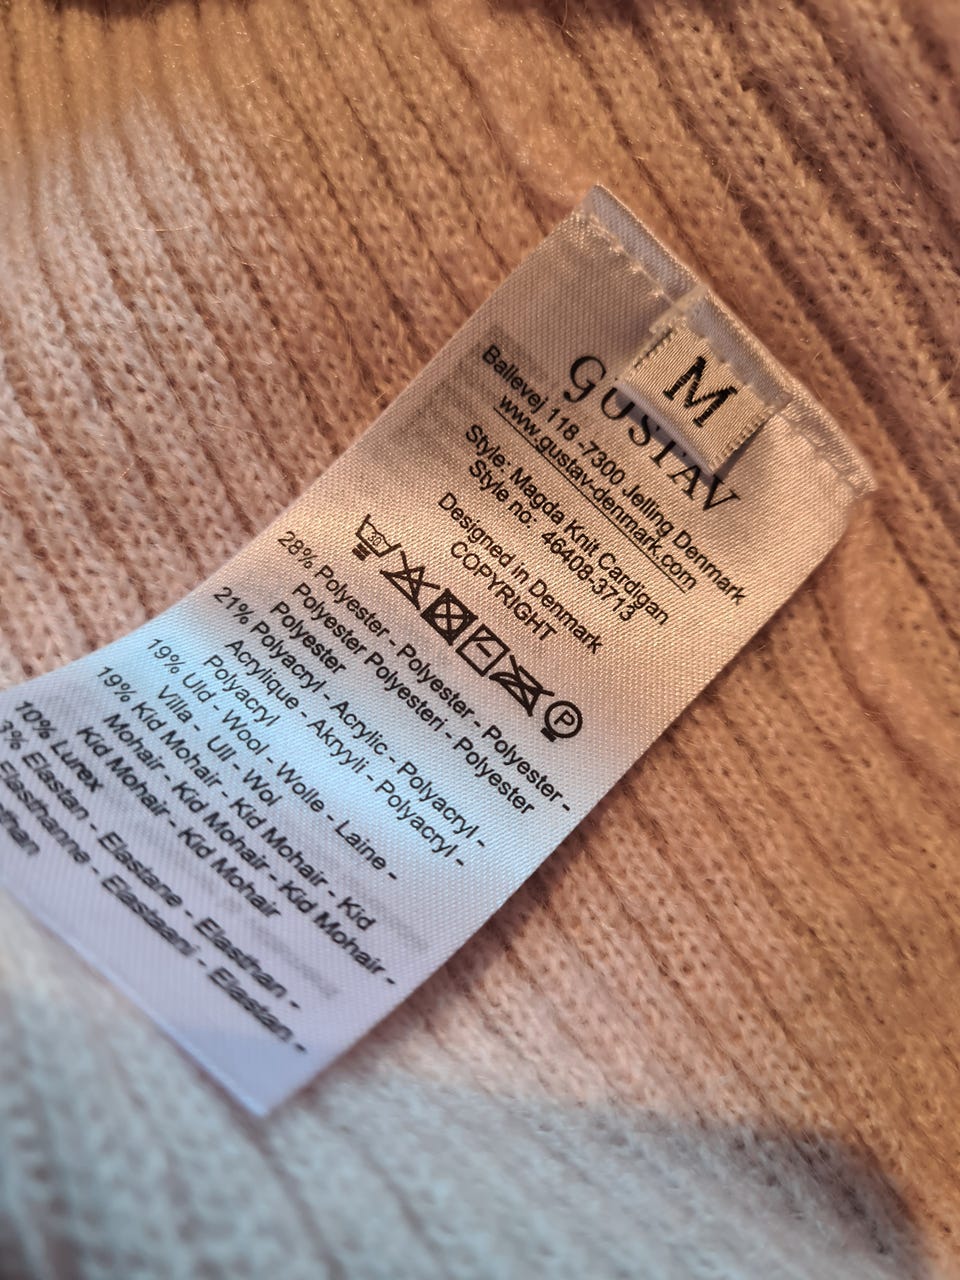 M
GUSTAV
Ballevej 118 -7300 Jelling Denmark
www.gustav-denmark.com
Style: Magda Knit Cardigan
Style no: 46408-3713
Designed in Denmark
COPYRIGHT
30 P
28% Polyester - Polyester - Polyester -
Polyester Polyesteri - Polyester
Polyester
21% Polyacryl - Acrylic - Polyacryl -
Acrylique - Akryyli - Polyacryl -
Polyacryl
19% Uld - Wool - Wolle - Laine -
Villa - Ull - Wol
19% Kid Mohair - Kid Mohair - Kid
Mohair - Kid Mohair - Kid Mohair -
Kid Mohair - Kid Mohair
10% Lurex
3% Elastan - Elastane - Elasthan -
Elasthanne - Elastaani - Elastan -